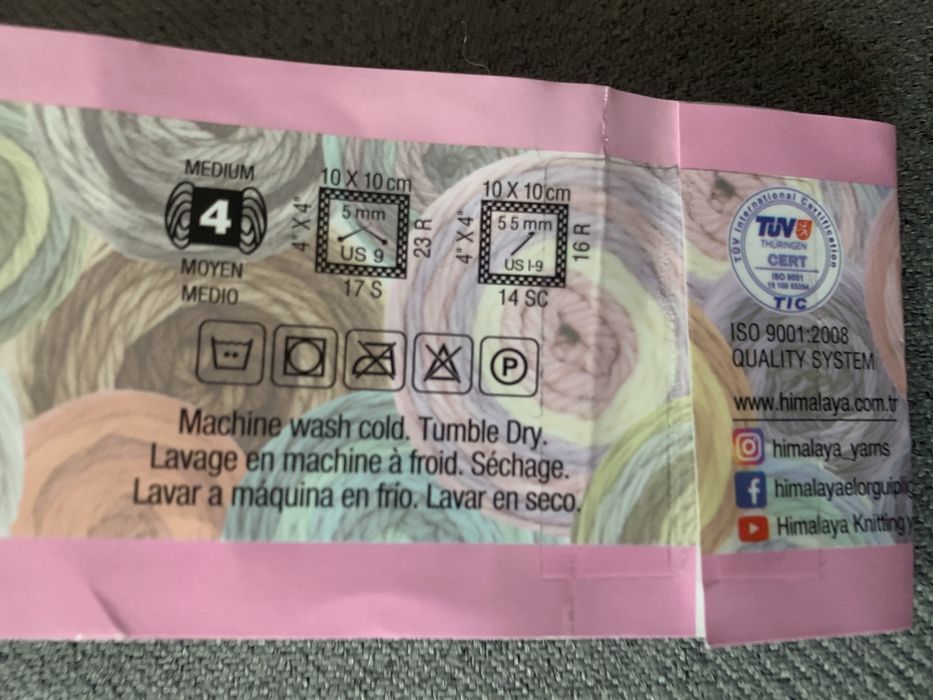 MEDIUM
4
MOYEN
MEDIO
10 X 10 cm
4" X 4"
5 mm
US 9
23 R
17 S
10 X 10 cm
4" X 4"
5 5 mm
US I-9
16 R
14 SC
P
Machine wash cold. Tumble Dry.
Lavage en machine à froid. Séchage.
Lavar a máquina en frío. Lavar en seco.
TÜV International Certification
TÜV
THÜRINGEN
CERT
ISO 9001
TIC
ISO 9001:2008
QUALITY SYSTEM
www.himalaya.com.tr
himalaya_yarns
himalayaelorguipli
Himalaya Knitting